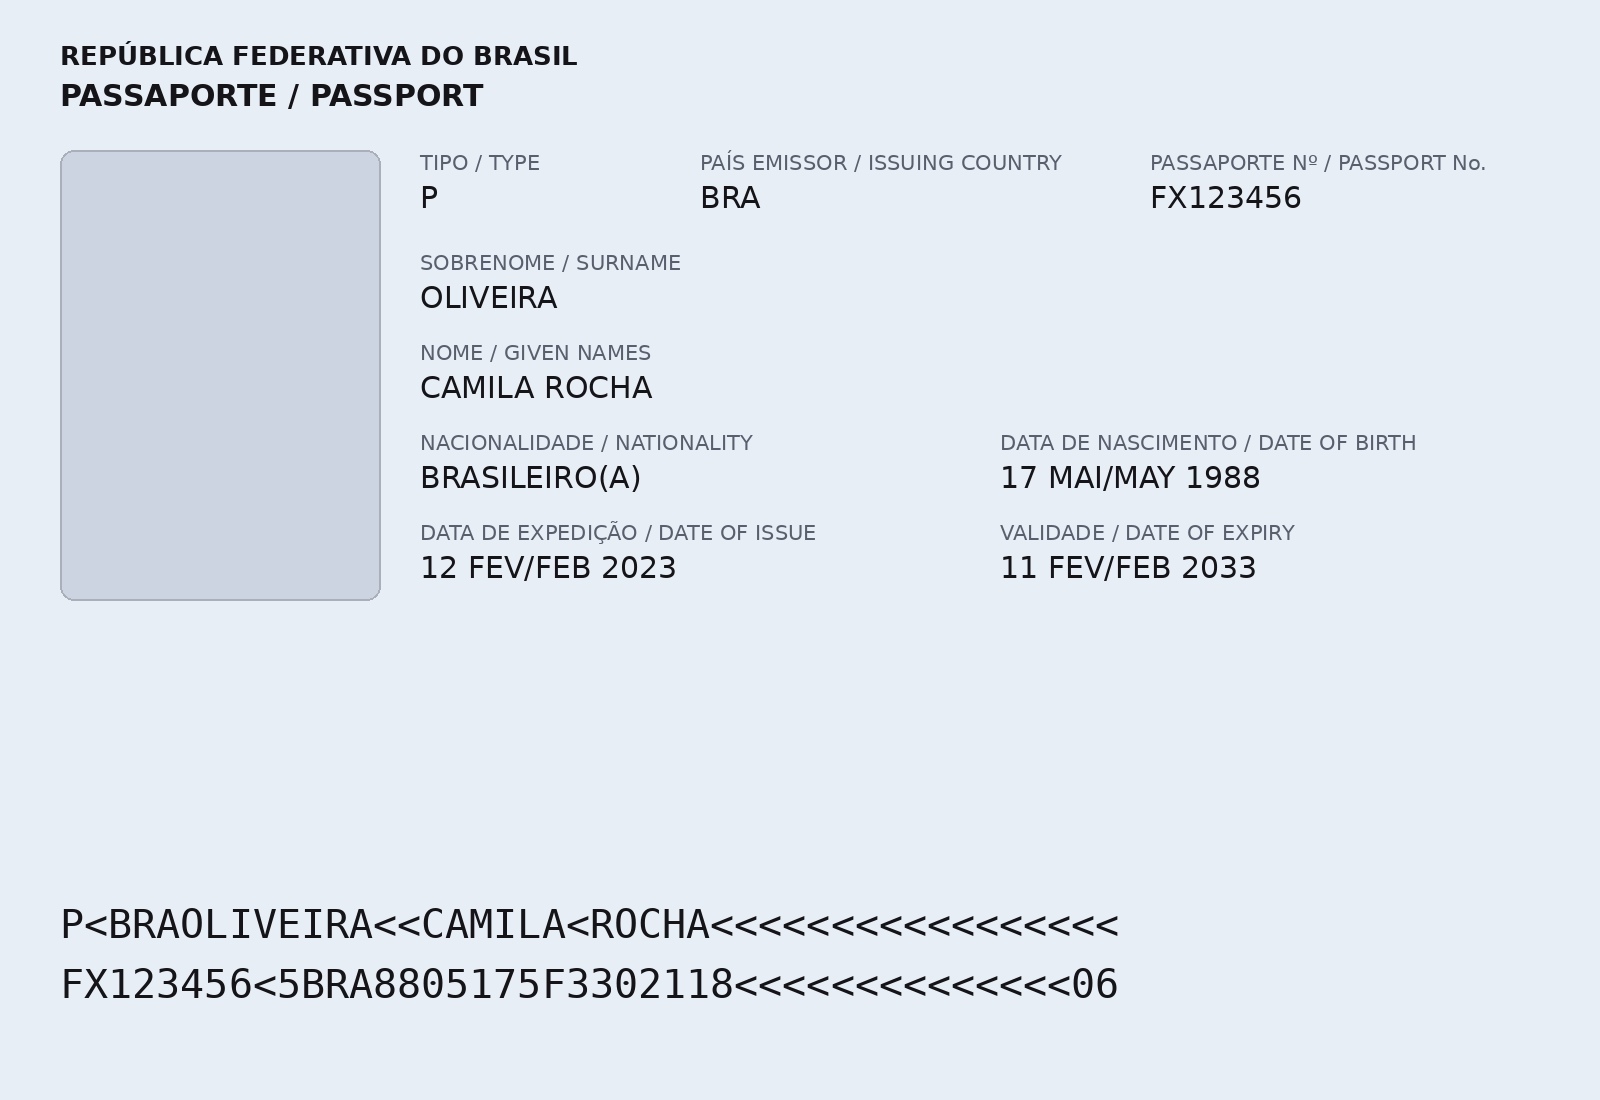 REPÚBLICA FEDERATIVA DO BRASIL
PASSAPORTE / PASSPORT
TIPO / TYPE
P
PAÍS EMISSOR / ISSUING COUNTRY
BRA
PASSAPORTE Nº / PASSPORT No.
FX123456
SOBRENOME / SURNAME
OLIVEIRA
NOME / GIVEN NAMES
CAMILA ROCHA
NACIONALIDADE / NATIONALITY
BRASILEIRO(A)
DATA DE NASCIMENTO / DATE OF BIRTH
17 MAI/MAY 1988
DATA DE EXPEDIÇÃO / DATE OF ISSUE
12 FEV/FEB 2023
VALIDADE / DATE OF EXPIRY
11 FEV/FEB 2033
P<BRAOLIVEIRA<<CAMILA<ROCHA<<<<<<<<<<<<<<<<<
FX123456<5BRA8805175F3302118<<<<<<<<<<<<<<06